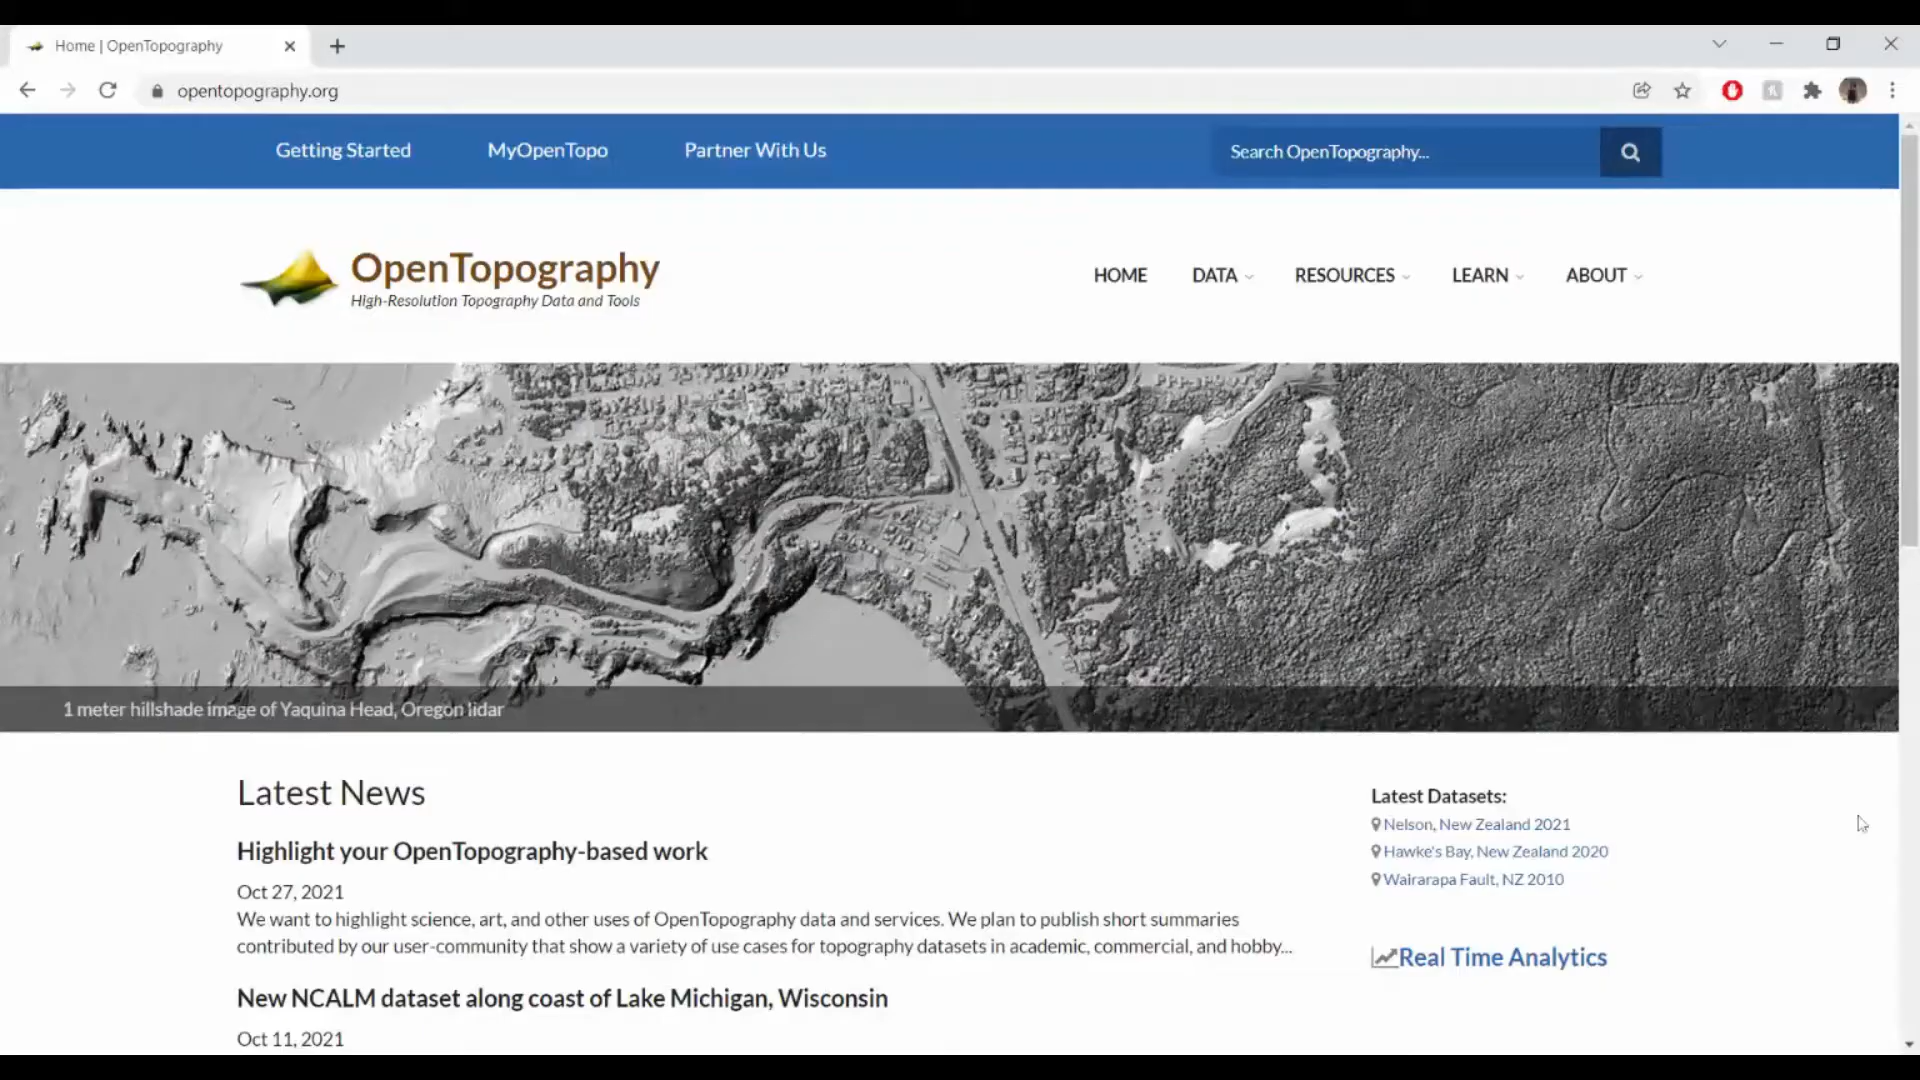 Home | OpenTopography
opentopography.org
Getting Started
MyOpenTopo
Partner With Us
Search OpenTopography...
OpenTopography
High-Resolution Topography Data and Tools
HOME
DATA
RESOURCES
LEARN
ABOUT
1 meter hillshade image of Yaquina Head, Oregon lidar
Latest News
Highlight your OpenTopography-based work
Oct 27, 2021
We want to highlight science, art, and other uses of OpenTopography data and services. We plan to publish short summaries
contributed by our user-community that show a variety of use cases for topography datasets in academic, commercial, and hobby...
New NCALM dataset along coast of Lake Michigan, Wisconsin
Oct 11, 2021
Latest Datasets:
Nelson, New Zealand 2021
Hawke's Bay, New Zealand 2020
Wairarapa Fault, NZ 2010
Real Time Analytics